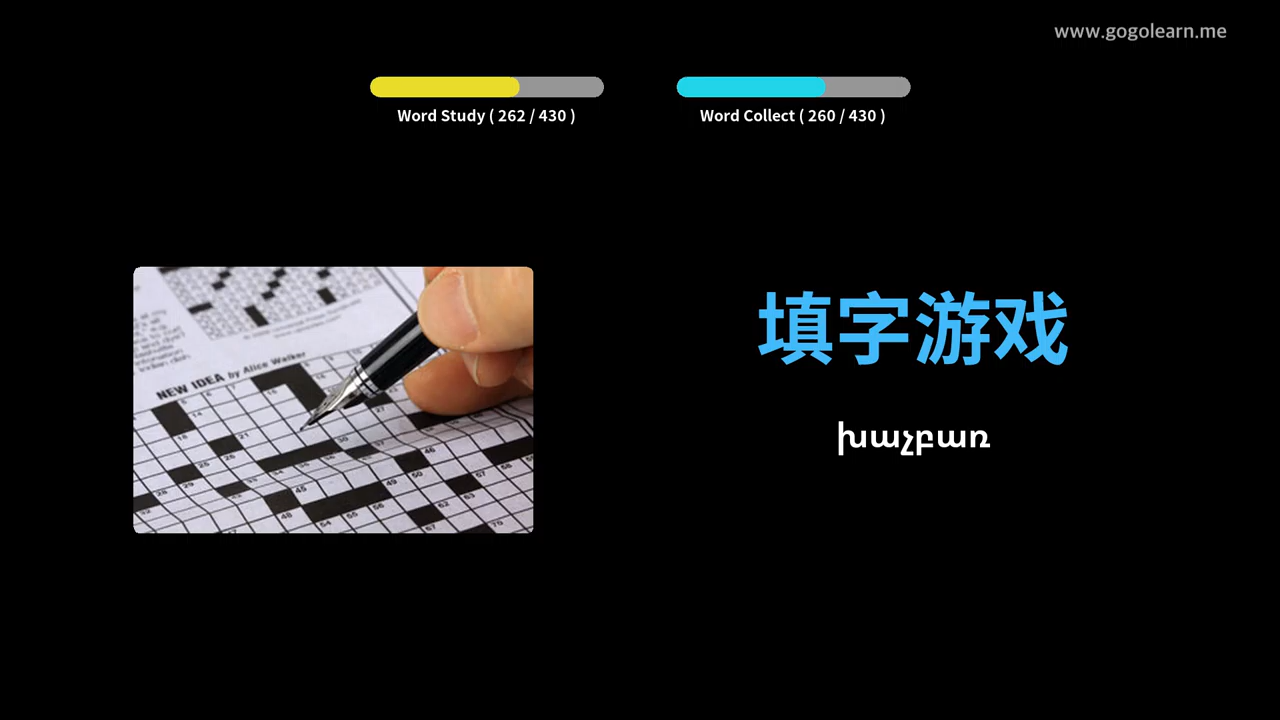 www.gogolearn.me
Word Study ( 262 / 430 )
Word Collect ( 260 / 430 )
NEW IDEA by Alice Walker
填字游戏
խաչբառ